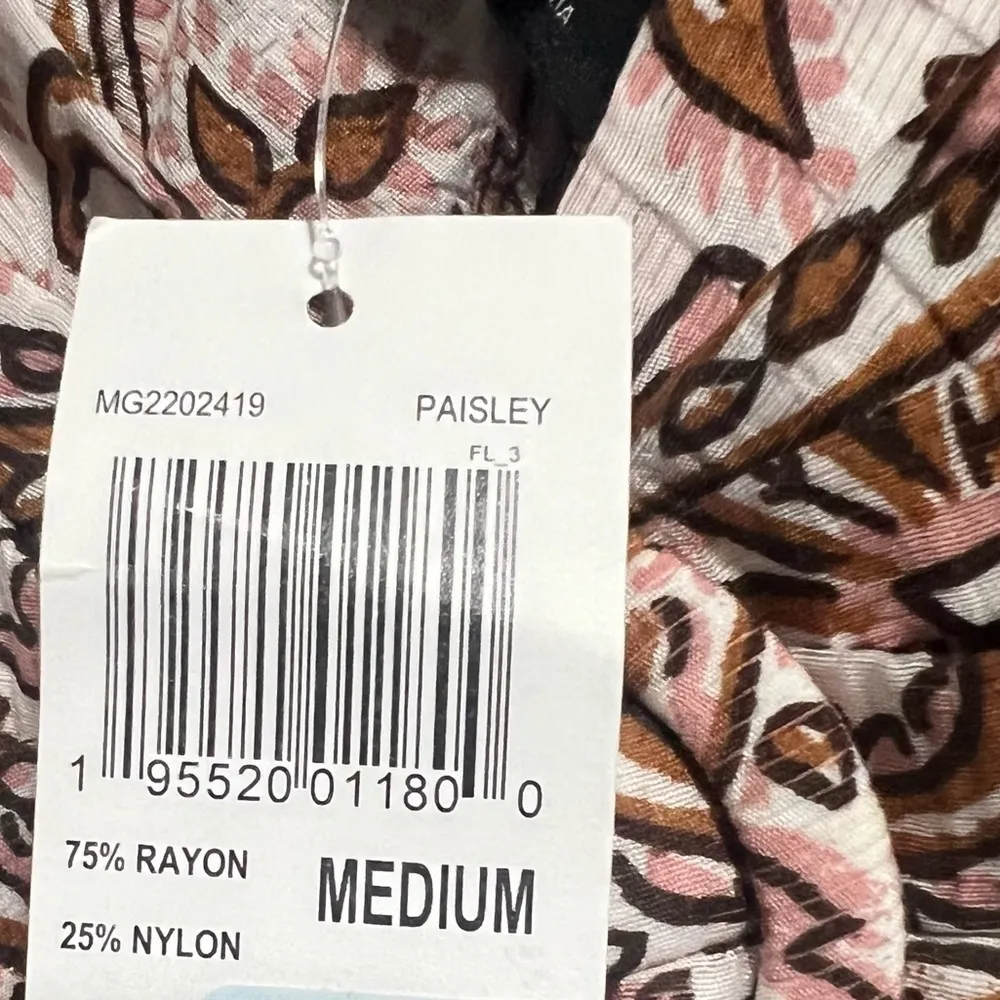 MG2202419 PAISLEY
FL_3
1 95520 01180 0
75% RAYON
MEDIUM
25% NYLON